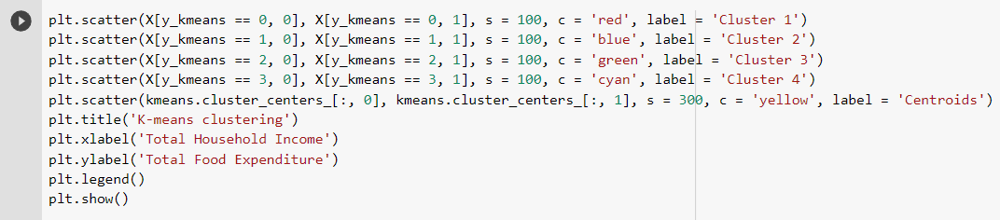 plt.scatter(X[y_kmeans == 0, 0], X[y_kmeans == 0, 1], s = 100, c = 'red', label = 'Cluster 1')
plt.scatter(X[y_kmeans == 1, 0], X[y_kmeans == 1, 1], s = 100, c = 'blue', label = 'Cluster 2')
plt.scatter(X[y_kmeans == 2, 0], X[y_kmeans == 2, 1], s = 100, c = 'green', label = 'Cluster 3')
plt.scatter(X[y_kmeans == 3, 0], X[y_kmeans == 3, 1], s = 100, c = 'cyan', label = 'Cluster 4')
plt.scatter(kmeans.cluster_centers_[:, 0], kmeans.cluster_centers_[:, 1], s = 300, c = 'yellow', label = 'Centroids')
plt.title('K-means clustering')
plt.xlabel('Total Household Income')
plt.ylabel('Total Food Expenditure')
plt.legend()
plt.show()